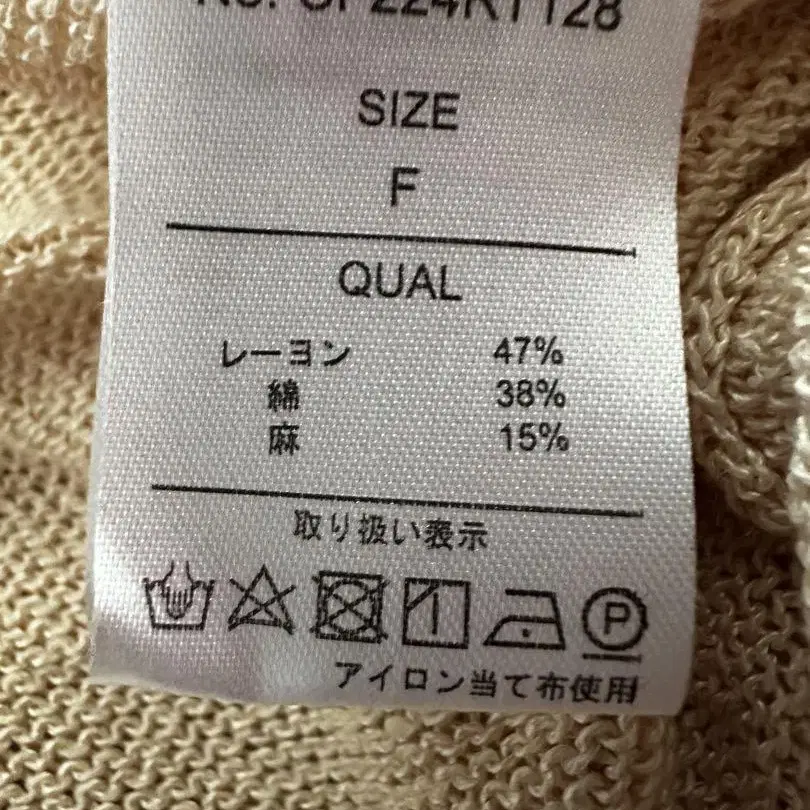 SIZE
F
QUAL
レーヨン 47%
綿 38%
麻 15%
取り扱い表示
P
アイロン当て布使用